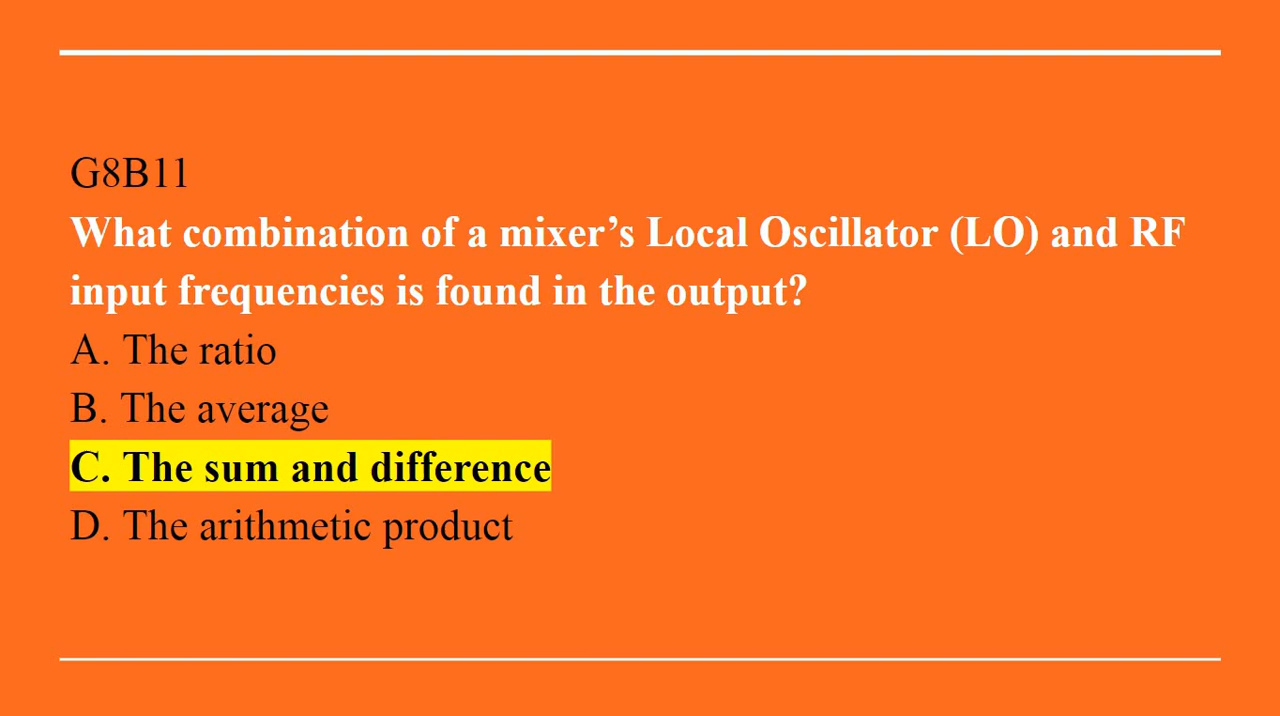 G8B11
What combination of a mixer’s Local Oscillator (LO) and RF
input frequencies is found in the output?
A. The ratio
B. The average
C. The sum and difference
D. The arithmetic product